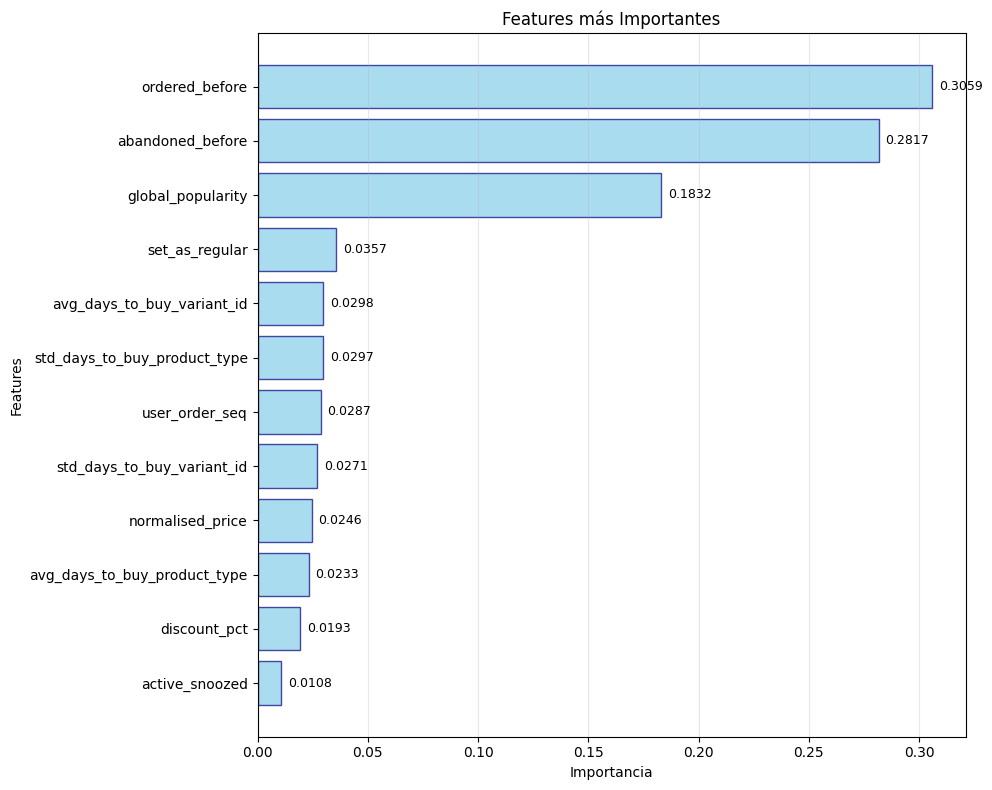 Features más Importantes
ordered_before
0.3059
abandoned_before
0.2817
global_popularity
0.1832
set_as_regular
0.0357
avg_days_to_buy_variant_id
0.0298
std_days_to_buy_product_type
0.0297
user_order_seq
0.0287
std_days_to_buy_variant_id
0.0271
normalised_price
0.0246
avg_days_to_buy_product_type
0.0233
discount_pct
0.0193
active_snoozed
0.0108
Features
0.00 0.05 0.10 0.15 0.20 0.25 0.30
Importancia